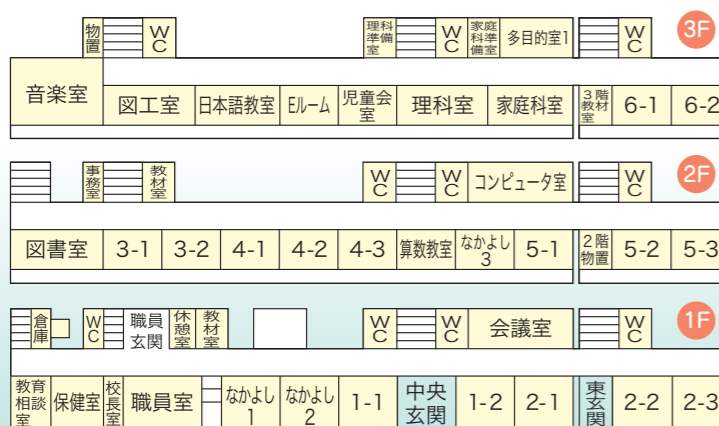 物置
WC
理科準備室
WC
家庭科準備室
多目的室1
WC
3F
音楽室
図工室
日本語教室
Eルーム
児童会室
理科室
家庭科室
3階教材室
6-1
6-2
事務室
教材室
WC
WC
コンピュータ室
WC
2F
図書室
3-1
3-2
4-1
4-2
4-3
算数教室
なかよし3
5-1
2階物置
5-2
5-3
倉庫
WC
職員玄関
休憩室
教材室
WC
WC
会議室
WC
1F
教育相談室
保健室
校長室
職員室
なかよし1
なかよし2
1-1
中央玄関
1-2
2-1
東玄関
2-2
2-3